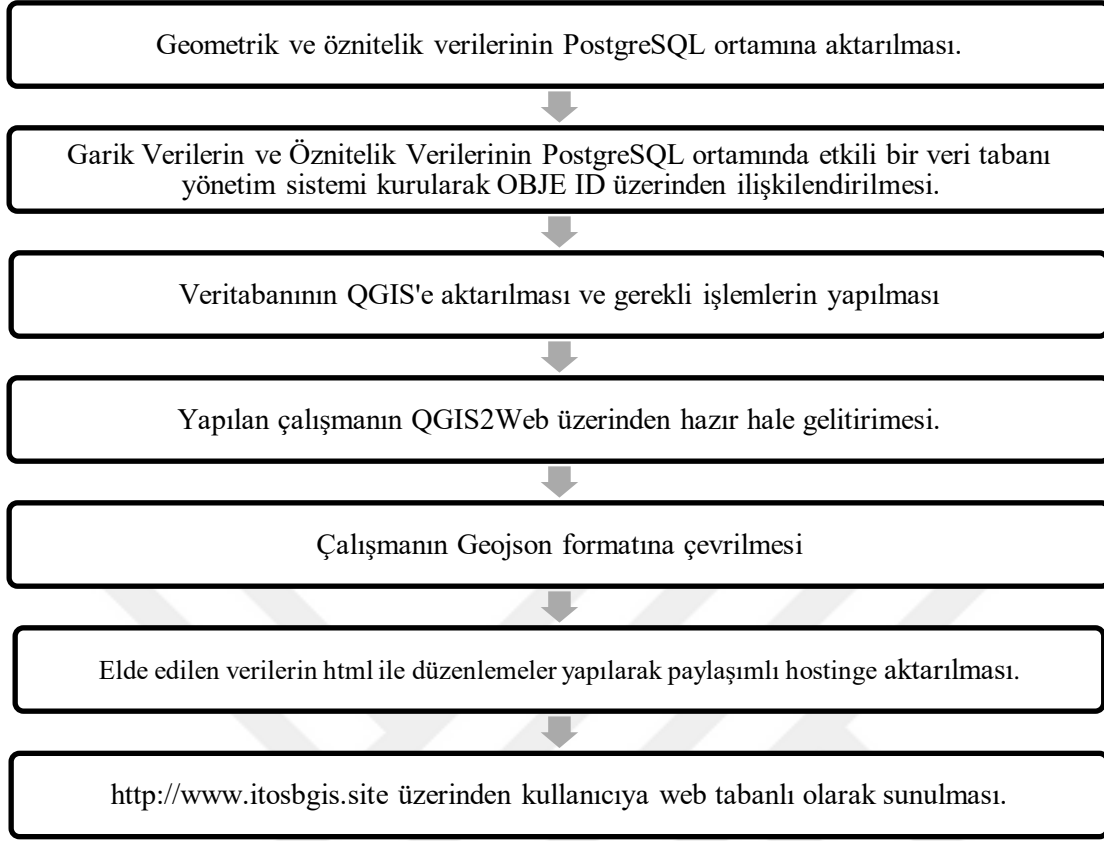 Geometrik ve öznitelik verilerinin PostgreSQL ortamına aktarılması.
Garik Verilerin ve Öznitelik Verilerinin PostgreSQL ortamında etkili bir veri tabanı
yönetim sistemi kurularak OBJE ID üzerinden ilişkilendirilmesi.
Veritabanının QGIS'e aktarılması ve gerekli işlemlerin yapılması
Yapılan çalışmanın QGIS2Web üzerinden hazır hale gelitirimesi.
Çalışmanın Geojson formatına çevrilmesi
Elde edilen verilerin html ile düzenlemeler yapılarak paylaşımlı hostinge aktarılması.
http://www.itosbgis.site üzerinden kullanıcıya web tabanlı olarak sunulması.